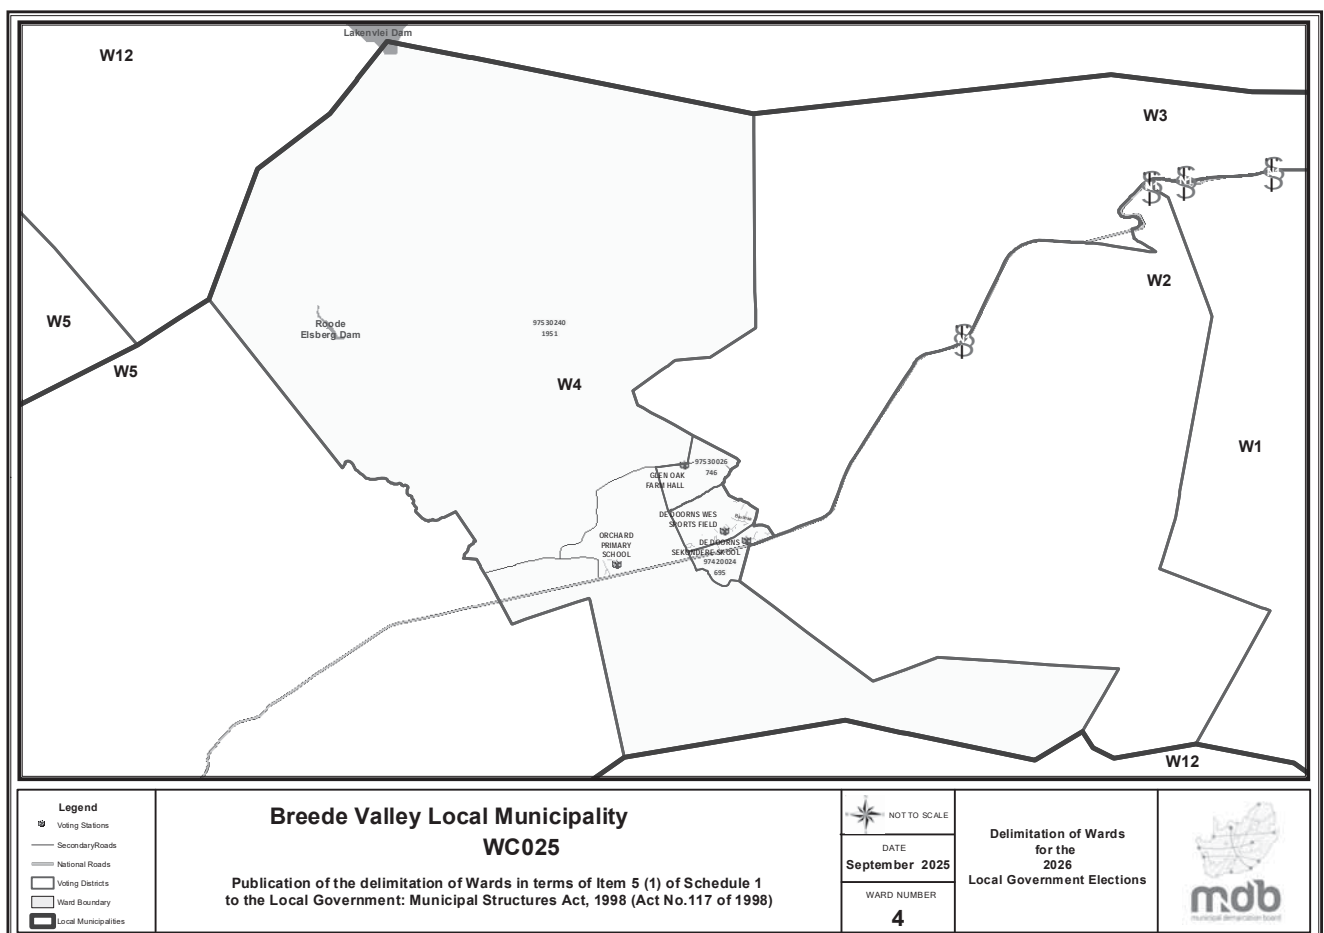 Lakenvlei Dam
W12
W3
W2
W5
Roode
Elsberg Dam
97530240
1951
W5
W4
W1
97530026
746
GLEN OAK
FARM HALL
DE DOORNS WES
SPORTS FIELD
ORCHARD
PRIMARY
SCHOOL
DE DOORNS
SEKONDERE SKOOL
97420024
695
W12
Legend
Voting Stations
SecondaryRoads
National Roads
Voting Districts
Ward Boundary
Local Municipalities
Breede Valley Local Municipality
WC025
Publication of the delimitation of Wards in terms of Item 5 (1) of Schedule 1
to the Local Government: Municipal Structures Act, 1998 (Act No.117 of 1998)
NOT TO SCALE
DATE
September 2025
WARD NUMBER
4
Delimitation of Wards
for the
2026
Local Government Elections
mdb
municipal demarcation board